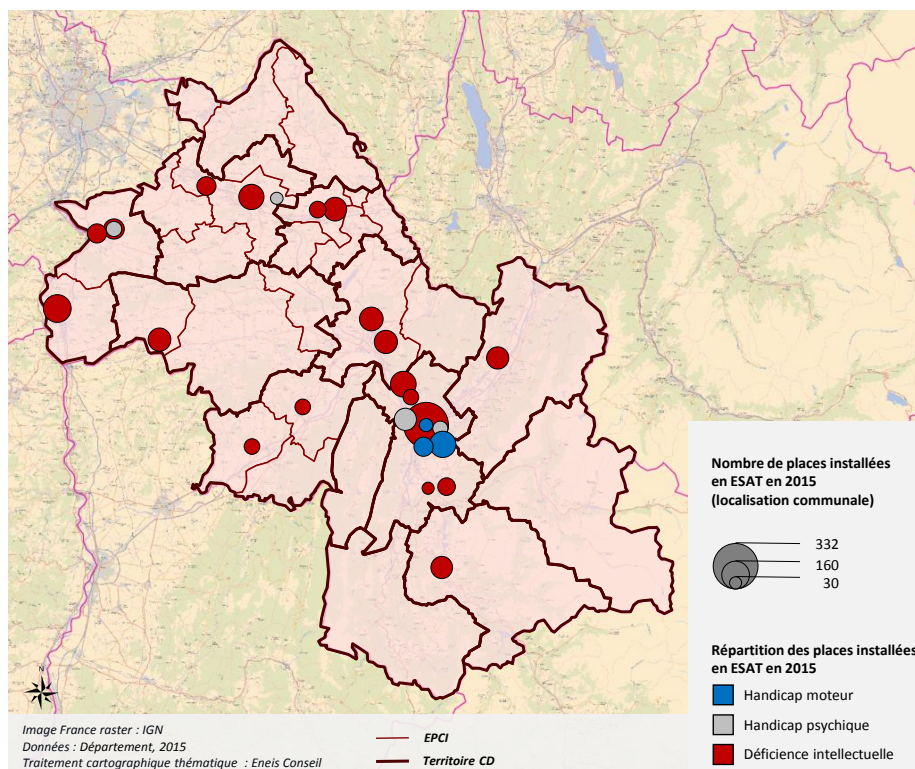 Nombre de places installées
en ESAT en 2015
(localisation communale)
332
160
30
Répartition des places installées
en ESAT en 2015
Handicap moteur
Handicap psychique
Déficience intellectuelle
N
Image France raster : IGN
Données : Département, 2015
Traitement cartographique thématique : Eneis Conseil
EPCI
Territoire CD